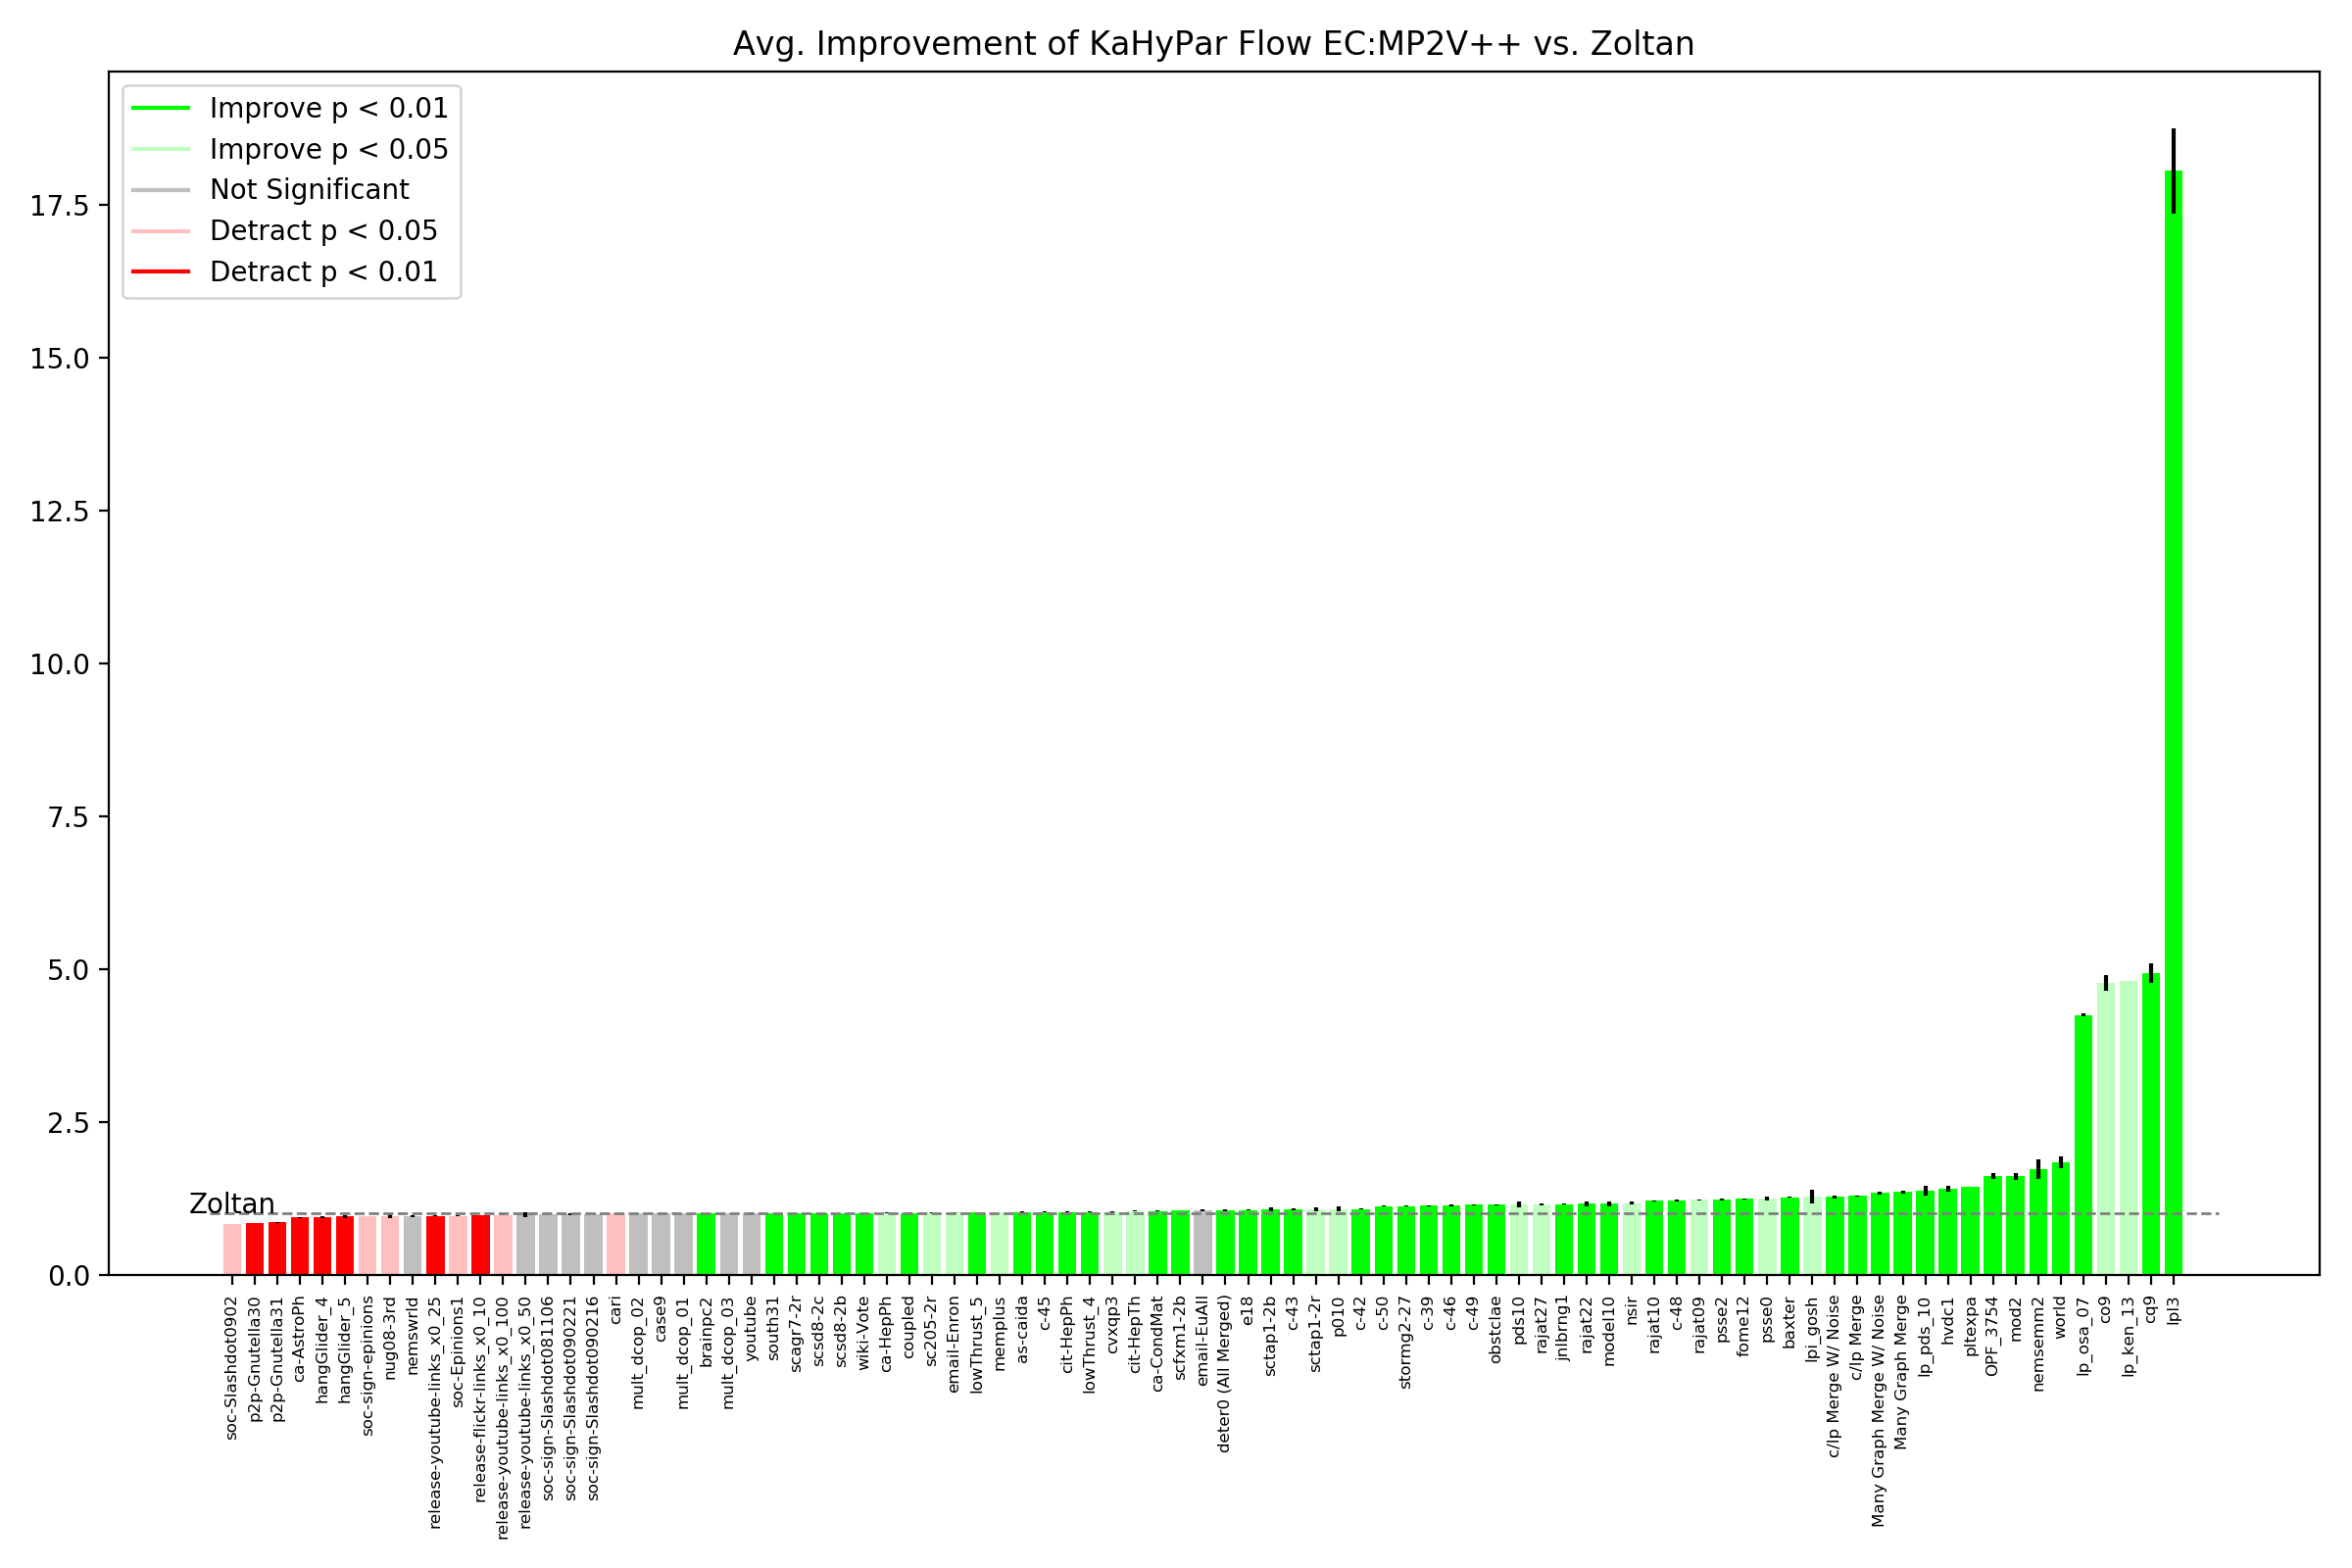 Avg. Improvement of KaHyPar Flow EC:MP2V++ vs. Zoltan
Improve p < 0.01
Improve p < 0.05
Not Significant
Detract p < 0.05
Detract p < 0.01
17.5
15.0
12.5
10.0
7.5
5.0
2.5
0.0
Zoltan
soc-Slashdot0902
p2p-Gnutella30
p2p-Gnutella31
ca-AstroPh
hangGlider_4
hangGlider_5
soc-sign-epinions
nug08-3rd
nemswrld
release-youtube-links_x0_25
soc-Epinions1
release-flickr-links_x0_10
release-youtube-links_x0_100
release-youtube-links_x0_50
soc-sign-Slashdot081106
soc-sign-Slashdot090221
soc-sign-Slashdot090216
cari
mult_dcop_02
case9
mult_dcop_01
brainpc2
mult_dcop_03
youtube
south31
scagr7-2r
scsd8-2c
scsd8-2b
wiki-Vote
ca-HepPh
coupled
sc205-2r
email-Enron
lowThrust_5
memplus
as-caida
c-45
cit-HepPh
lowThrust_4
cvxqp3
cit-HepTh
ca-CondMat
scfxm1-2b
email-EuAll
deter0 (All Merged)
e18
sctap1-2b
c-43
sctap1-2r
p010
c-42
c-50
stormg2-27
c-39
c-46
c-49
obstclae
pds10
rajat27
jnlbrng1
rajat22
model10
nsir
rajat10
c-48
rajat09
psse2
fome12
psse0
baxter
lpi_gosh
c/lp Merge W/ Noise
c/lp Merge
Many Graph Merge W/ Noise
Many Graph Merge
lp_pds_10
hvdc1
pltexpa
OPF_3754
mod2
nemsemm2
world
lp_osa_07
co9
lp_ken_13
cq9
lpl3